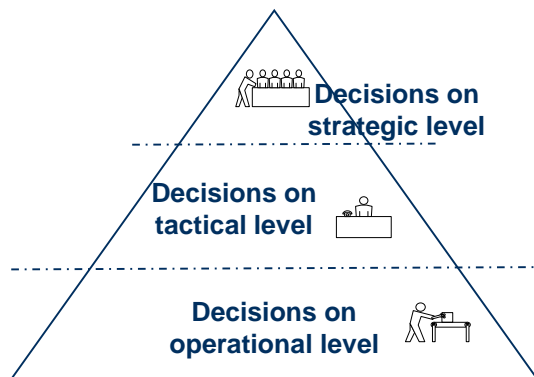 Decisions on
strategic level
Decisions on
tactical level
Decisions on
operational level